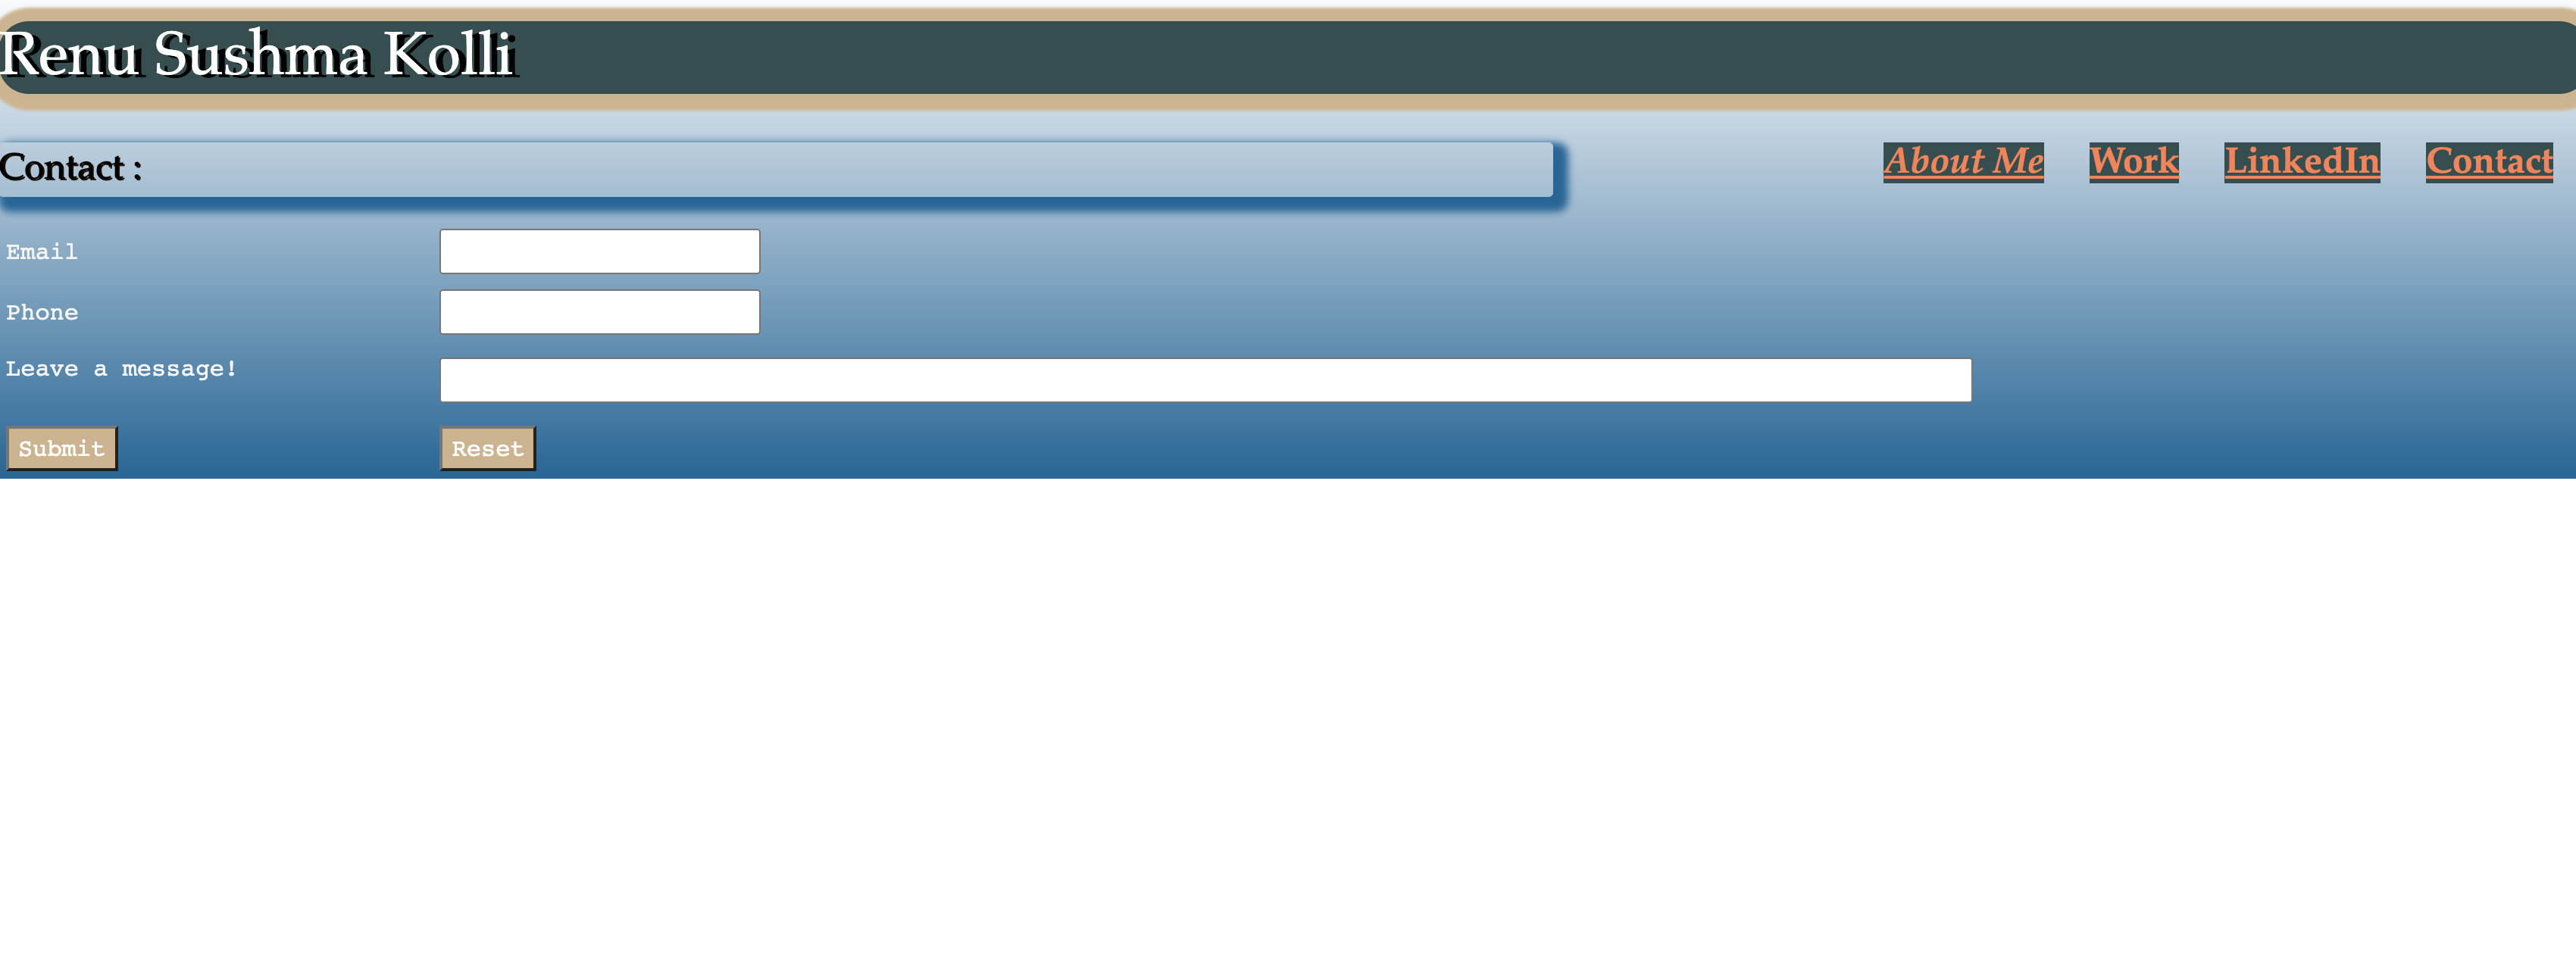 Renu Sushma Kolli
Contact :
About Me Work LinkedIn Contact
Email
Phone
Leave a message!
Submit Reset